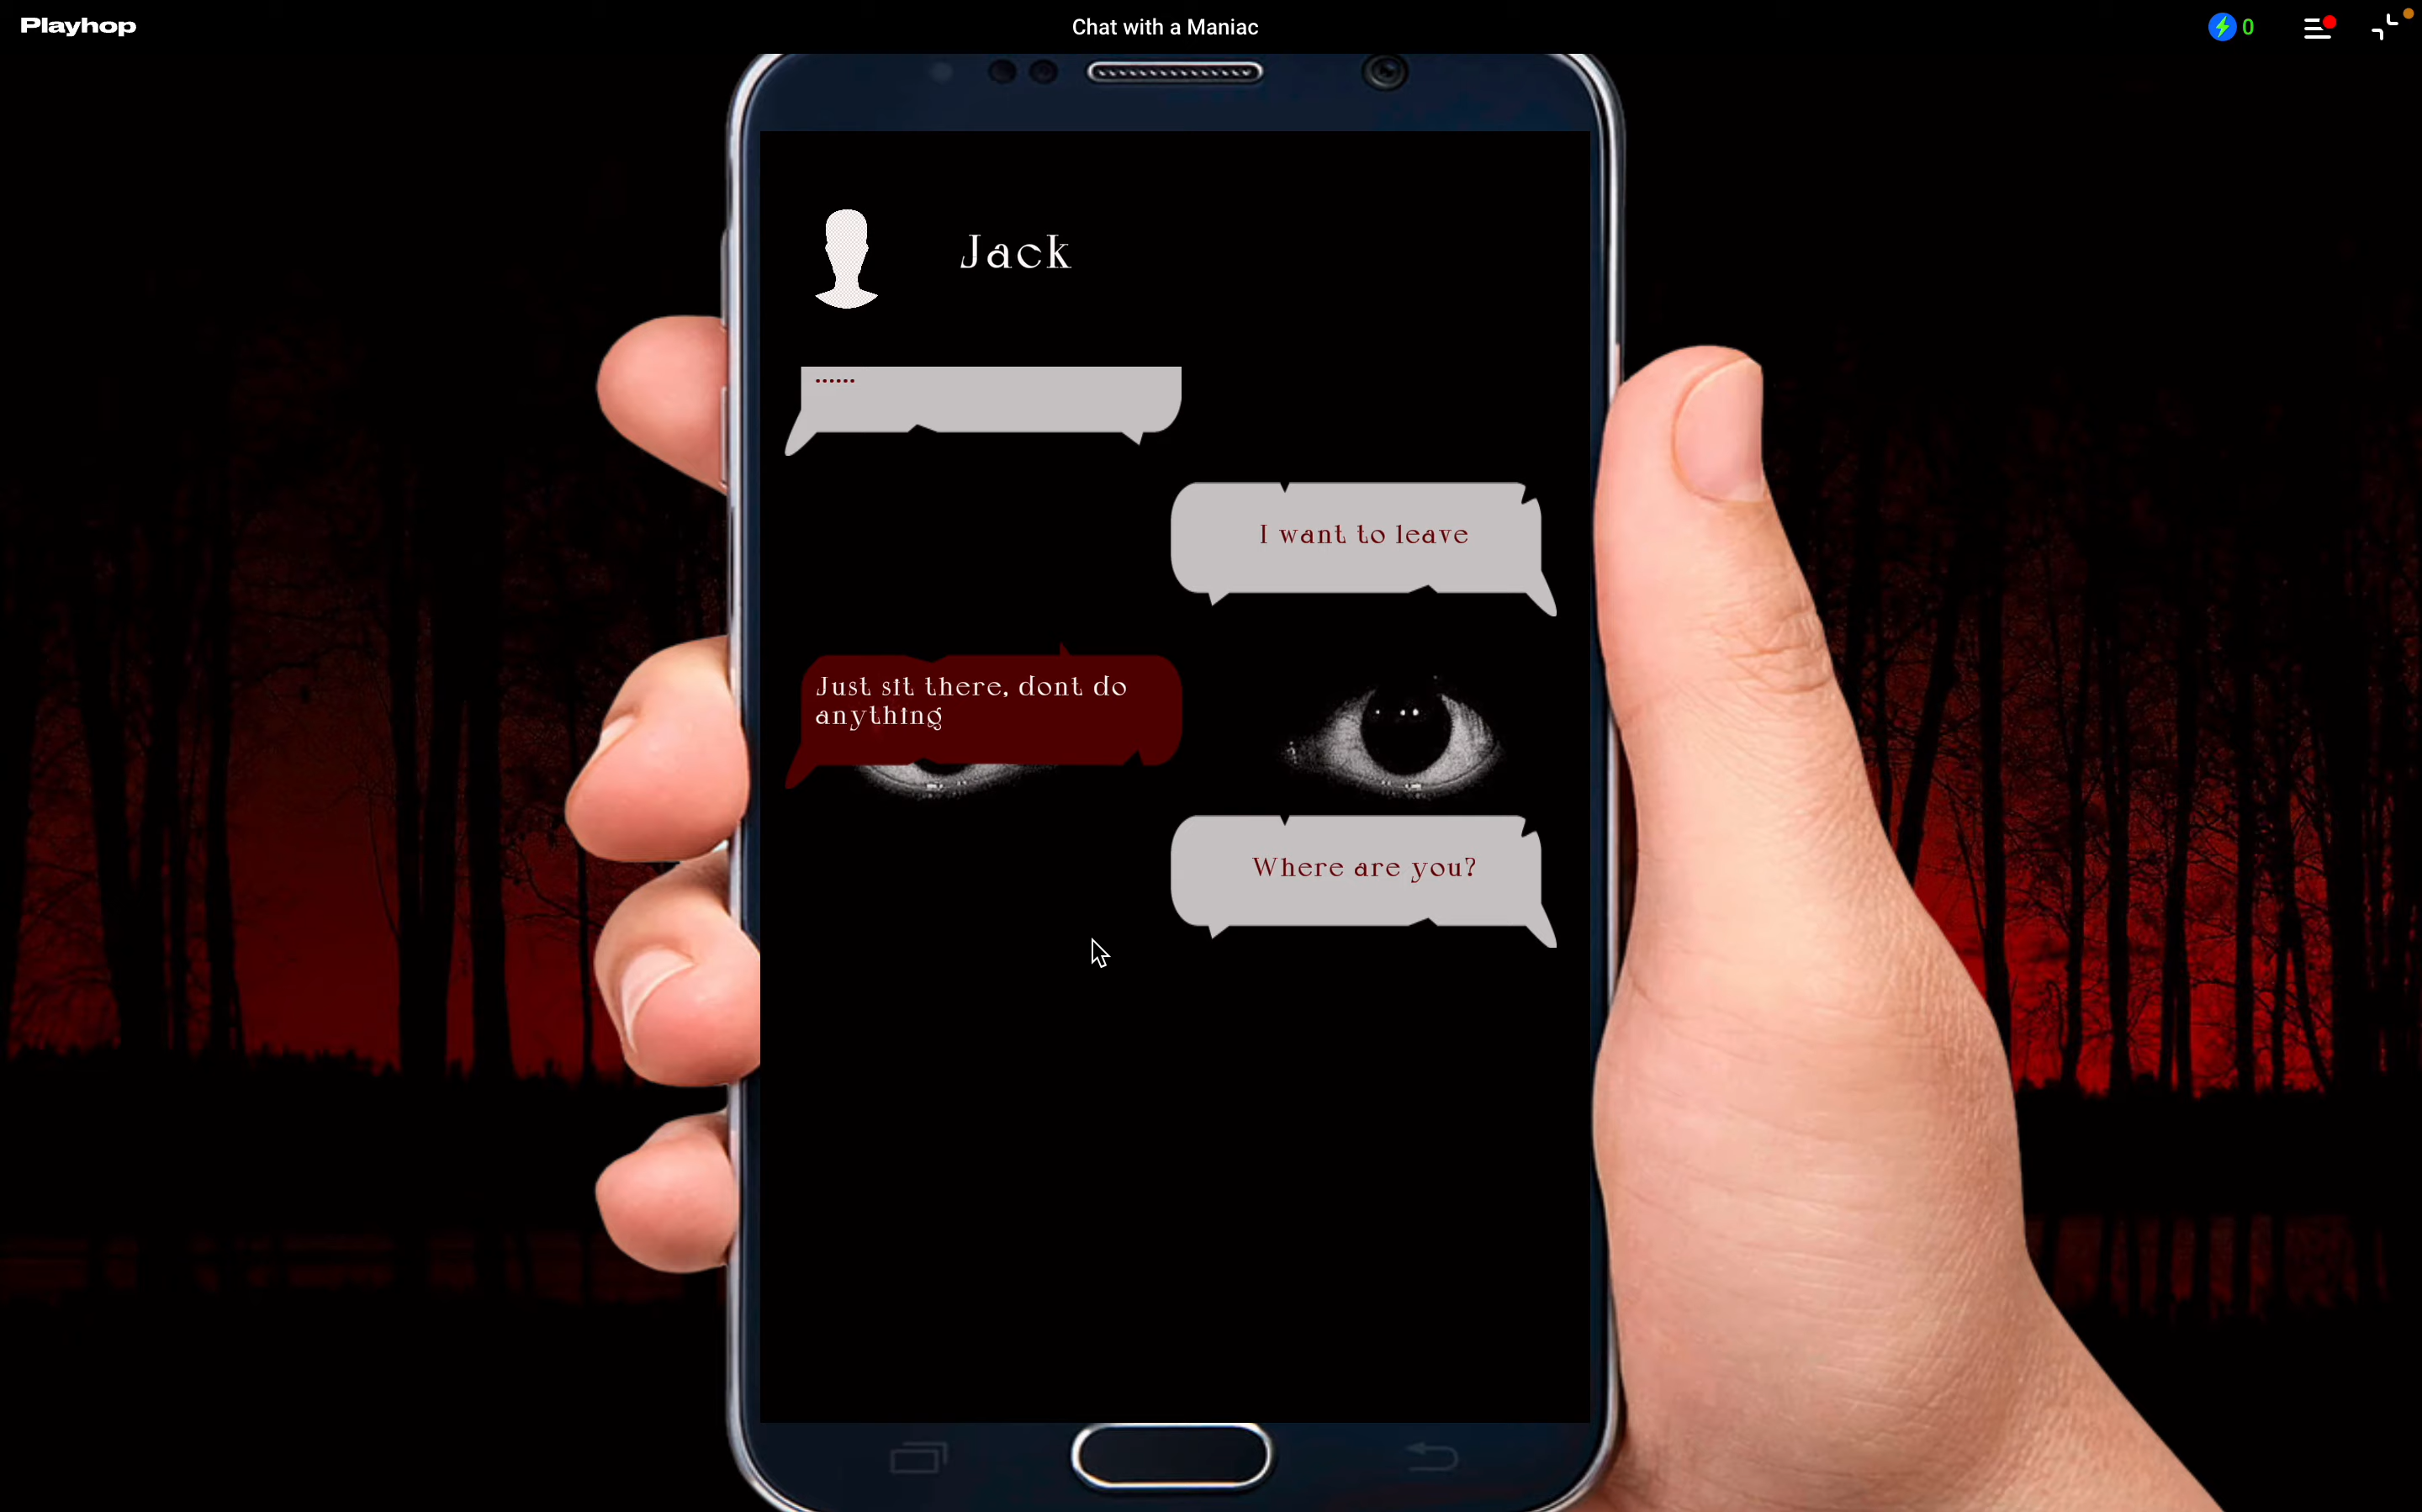 Playhop
Chat with a Maniac
0
Jack
......
I want to leave
Just sit there, dont do
anything
Where are you?